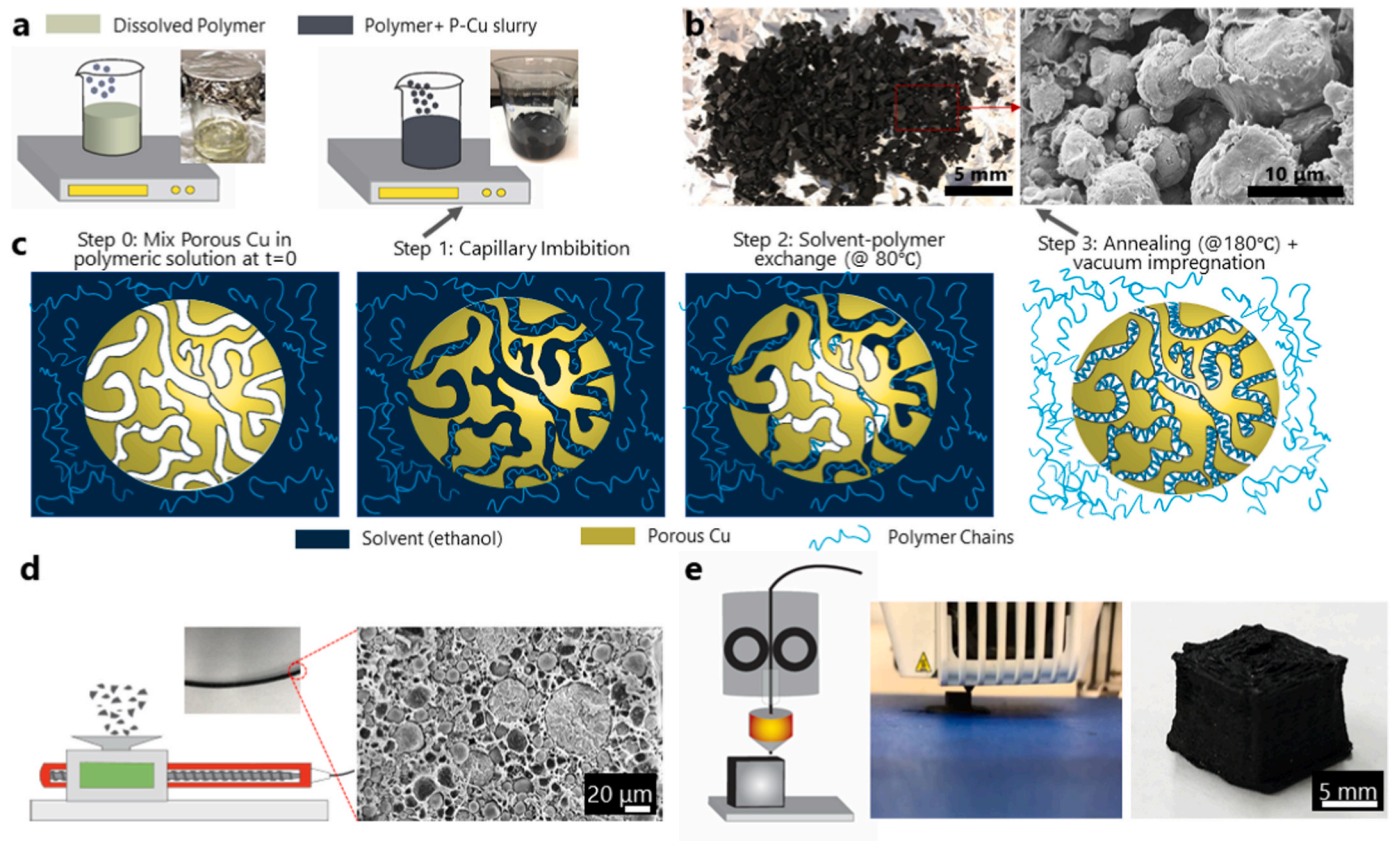 a
Dissolved Polymer
Polymer+ P-Cu slurry
b
5 mm
10 µm
c
Step 0: Mix Porous Cu in
polymeric solution at t=0
Step 1: Capillary Imbibition
Step 2: Solvent-polymer
exchange (@ 80℃)
Step 3: Annealing (@180℃) +
vacuum impregnation
Solvent (ethanol)
Porous Cu
Polymer Chains
d
20 µm
e
5 mm